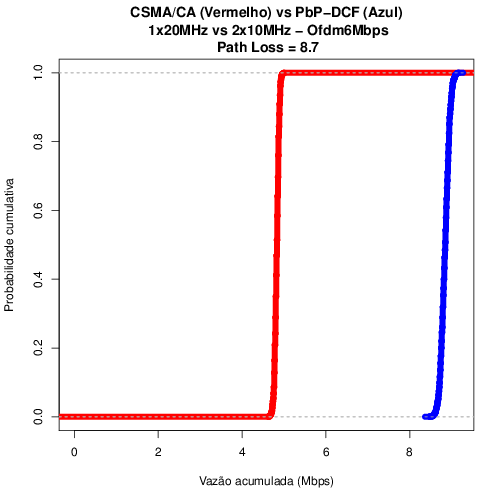 CSMA/CA (Vermelho) vs PbP−DCF (Azul)
1x20MHz vs 2x10MHz − Ofdm6Mbps
Path Loss = 8.7
Probabilidade cumulativa
1.0
0.8
0.6
0.4
0.2
0.0
0 2 4 6 8
Vazão acumulada (Mbps)